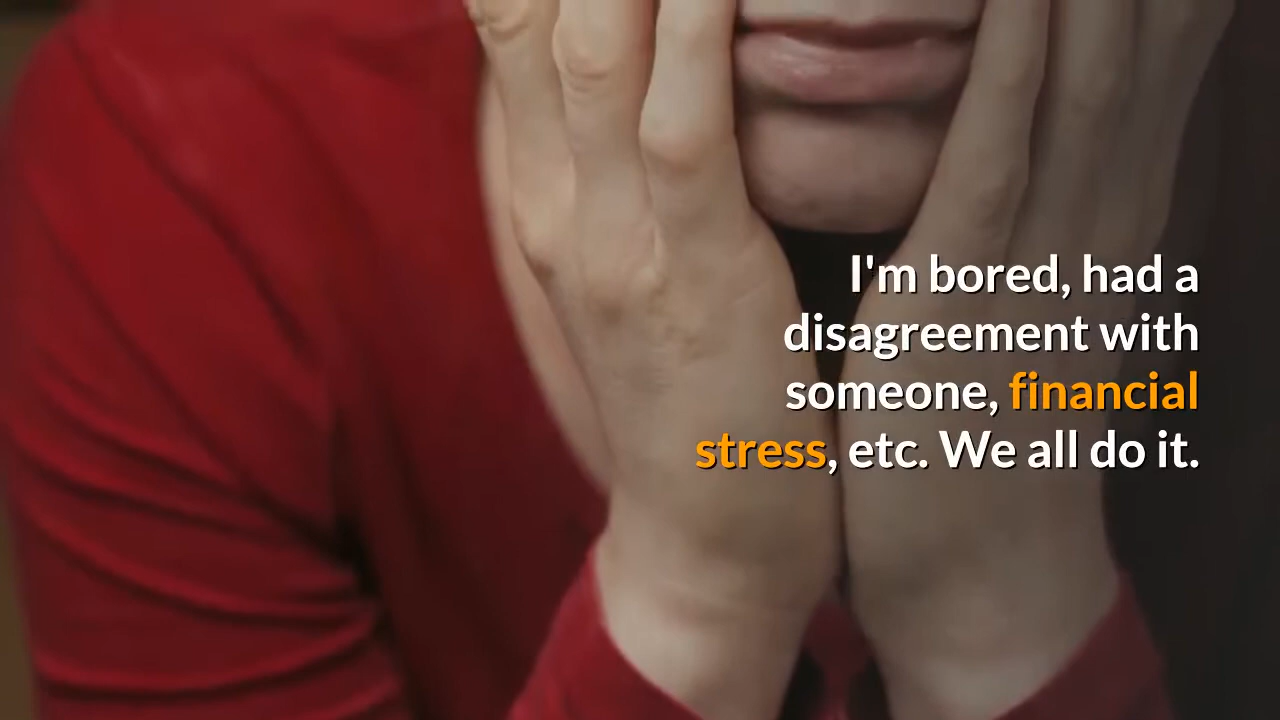 I'm bored, had a
disagreement with
someone, financial
stress, etc. We all do it.